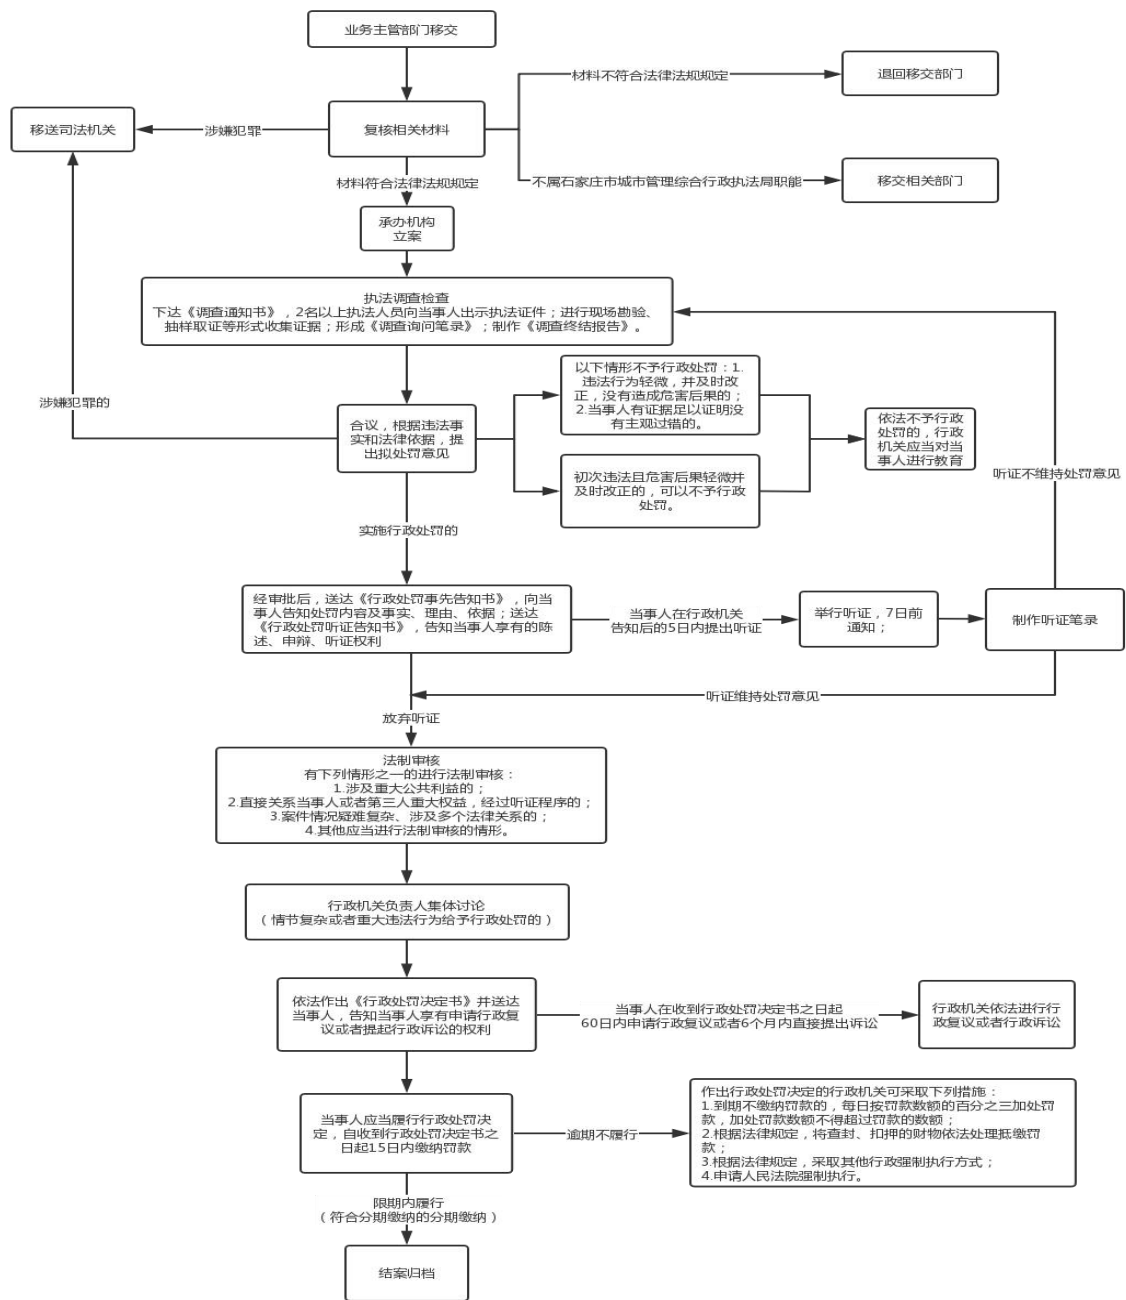 业务主管部门移交
材料不符合法律法规规定
退回移交部门
移送司法机关
涉嫌犯罪
复核相关材料
不属石家庄市城市管理综合行政执法局职能
移交相关部门
材料符合法律法规规定
承办机构
立案
执法调查检查
下达《调查通知书》，2名以上执法人员向当事人出示执法证件；进行现场勘验、
抽样取证等形式收集证据；形成《调查询问笔录》；制作《调查终结报告》。
涉嫌犯罪的
合议，根据违法事
实和法律依据，提
出拟处罚意见
以下情形不予行政处罚：1.
违法行为轻微，并及时改
正，没有造成危害后果的；
2.当事人有证据足以证明没
有主观过错的。
初次违法且危害后果轻微并
及时改正的，可以不予行政
处罚。
依法不予行政
处罚的，行政
机关应当对当
事人进行教育
听证不维持处罚意见
实施行政处罚的
经审批后，送达《行政处罚事先告知书》，向当
事人告知处罚内容及事实、理由、依据；送达
《行政处罚听证告知书》，告知当事人享有的陈
述、申辩、听证权利
当事人在行政机关
告知后的5日内提出听证
举行听证，7日前
通知；
制作听证笔录
听证维持处罚意见
放弃听证
法制审核
有下列情形之一的进行法制审核：
1.涉及重大公共利益的；
2.直接关系当事人或者第三人重大权益，经过听证程序的；
3.案件情况疑难复杂、涉及多个法律关系的；
4.其他应当进行法制审核的情形。
行政机关负责人集体讨论
（情节复杂或者重大违法行为给予行政处罚的）
依法作出《行政处罚决定书》并送达
当事人，告知当事人享有申请行政复
议或者提起行政诉讼的权利
当事人在收到行政处罚决定书之日起
60日内申请行政复议或者6个月内直接提出诉讼
行政机关依法进行行
政复议或者行政诉讼
当事人应当履行行政处罚决
定，自收到行政处罚决定书之
日起15日内缴纳罚款
逾期不履行
作出行政处罚决定的行政机关可采取下列措施：
1.到期不缴纳罚款的，每日按罚款数额的百分之三加处罚
款，加处罚款数额不得超过罚款的数额；
2.根据法律规定，将查封、扣押的财物依法处理抵缴罚
款；
3.根据法律规定，采取其他行政强制执行方式；
4.申请人民法院强制执行。
限期内履行
（符合分期缴纳的分期缴纳）
结案归档